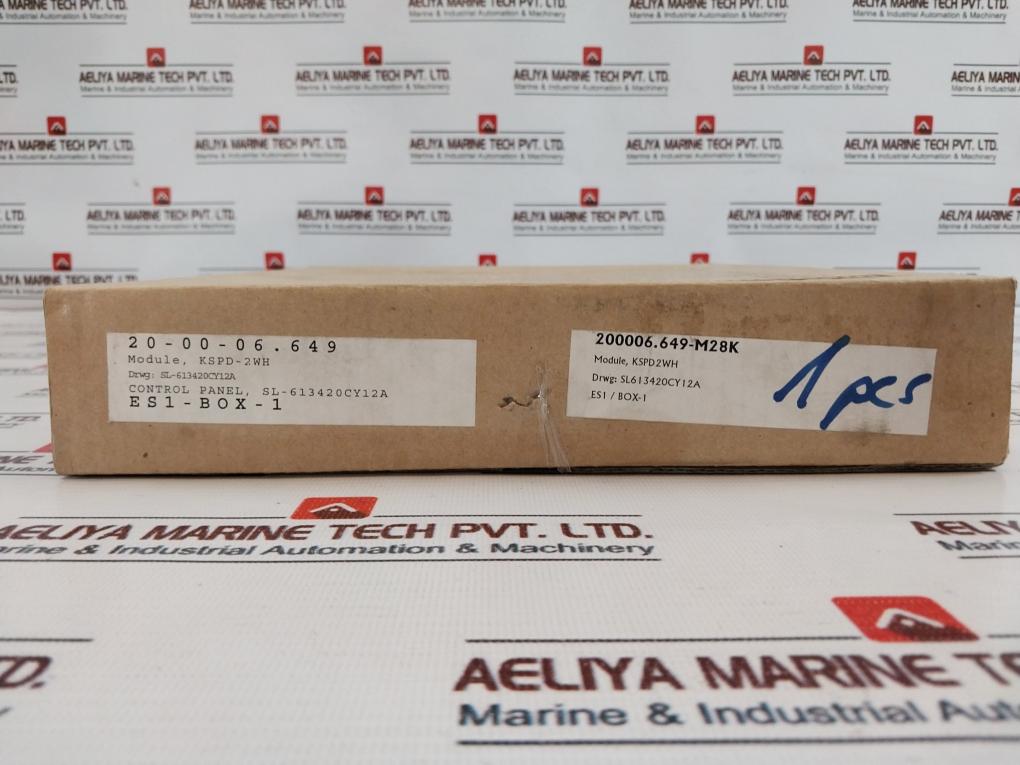 AELIYA MARINE TECH PVT. LTD.
Marine & Industrial Automation & Machinery
20-00-06.649
Module, KSPD-2WH
Drwg: SL-613420CY12A
CONTROL PANEL, SL-613420CY12A
ES1-BOX-1
200006.649-M28K
Module, KSPD2WH
Drwg: SL613420CY12A
ES1 / BOX-1
1 pcs
AELIYA MARINE TECH PVT. LTD.
Marine & Industrial Automation & Machinery
AELIYA MARINE
Marine & Industrial